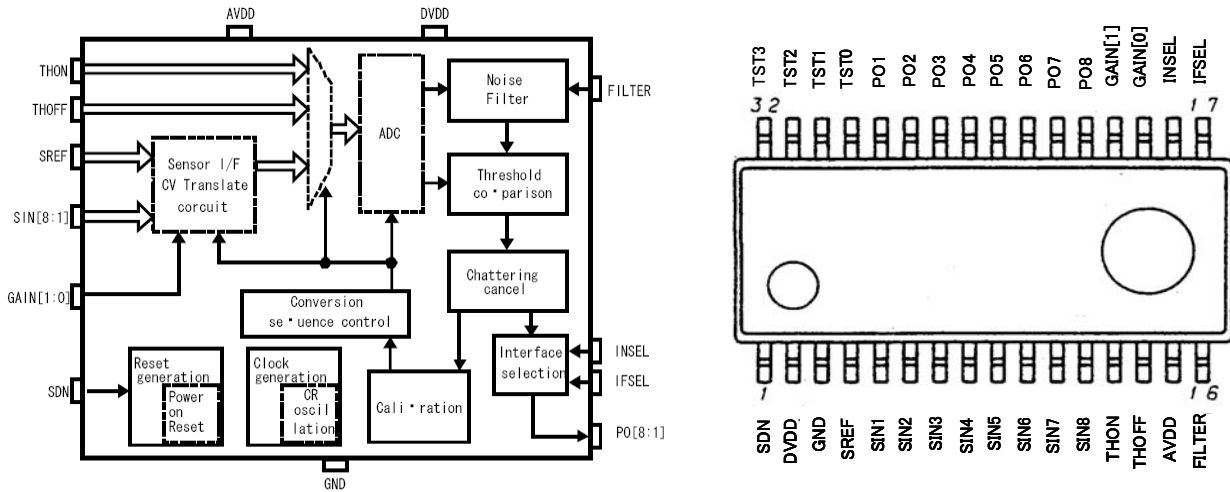 AVDD
DVDD
THON
THOFF
SREF
SIN[8:1]
GAIN[1:0]
SDN
GND
Sensor I/F
CV Translate
corcuit
ADC
Noise
Filter
FILTER
Threshold
co・parison
Chattering
cancel
Conversion
se・uence control
Interface
selection
INSEL
IFSEL
PO[8:1]
Reset
generation
Power
on
Reset
Clock
generation
CR
oscil
lation
Cali・ration
TST3
TST2
TST1
TST0
PO1
PO2
PO3
PO4
PO5
PO6
PO7
PO8
GAIN[1]
GAIN[0]
INSEL
IFSEL
32
17
1
16
SDN
DVDD
GND
SREF
SIN1
SIN2
SIN3
SIN4
SIN5
SIN6
SIN7
SIN8
THON
THOFF
AVDD
FILTER